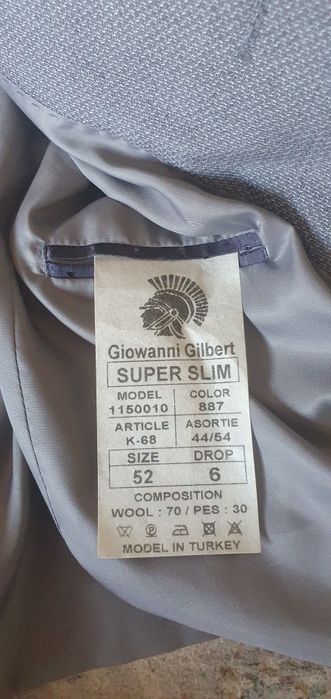 Giowanni Gilbert
SUPER SLIM
MODEL COLOR
1150010 887
ARTICLE ASORTIE
K-68 44/54
SIZE DROP
52 6
COMPOSITION
WOOL : 70 / PES : 30
MODEL IN TURKEY